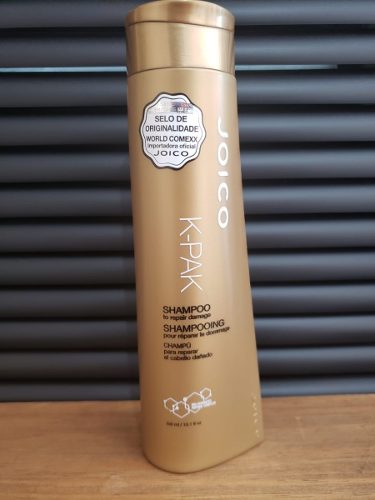 SELO DE
ORIGINALIDADE
WORLD COMEXX
importadora oficial
JOICO
JOICO
K-PAK
SHAMPOO
to repair damage
SHAMPOOING
pour réparer le dommage
CHAMPÚ
para reparar
el cabello dañado